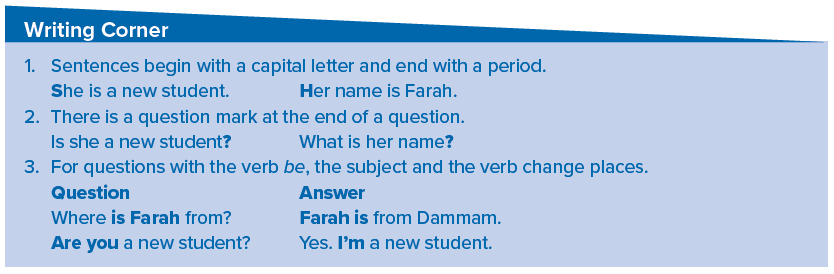 Writing Corner
1. Sentences begin with a capital letter and end with a period.
She is a new student. Her name is Farah.
2. There is a question mark at the end of a question.
Is she a new student? What is her name?
3. For questions with the verb be, the subject and the verb change places.
Question Answer
Where is Farah from? Farah is from Dammam.
Are you a new student? Yes. I'm a new student.